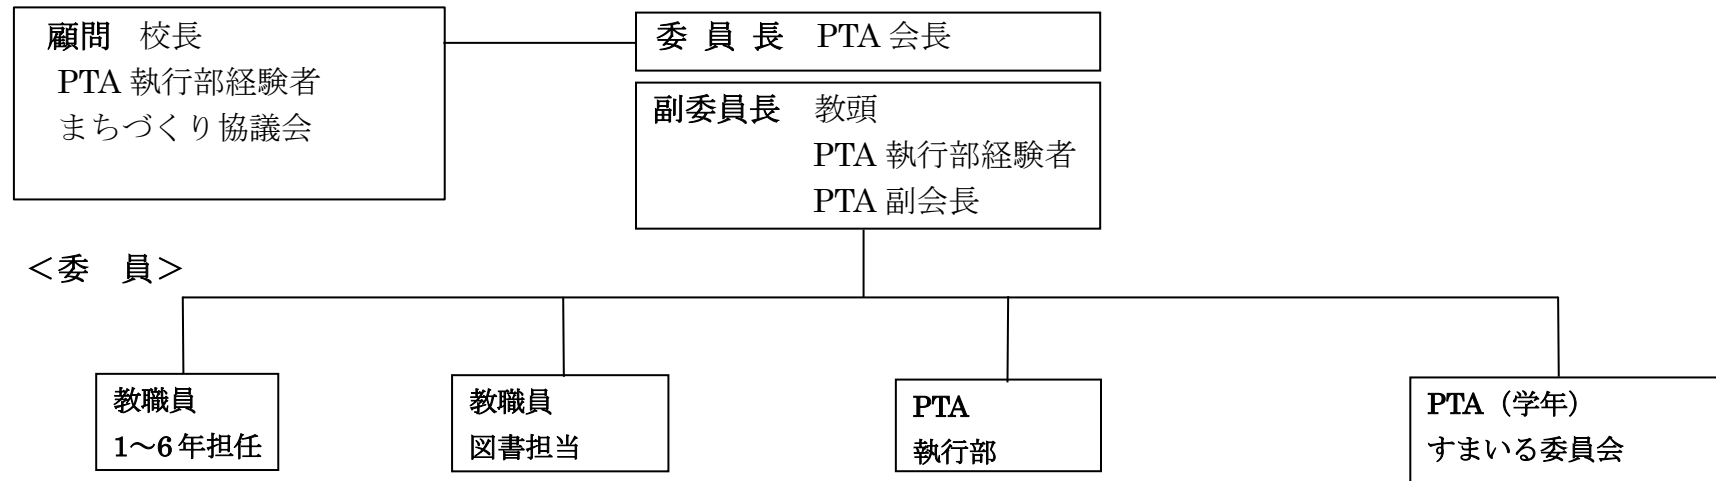 顧問 校長
PTA 執行部経験者
まちづくり協議会
委 員 長 PTA 会長
副委員長 教頭
PTA 執行部経験者
PTA 副会長
＜委 員＞
教職員
1～6 年担任
教職員
図書担当
PTA
執行部
PTA（学年）
すまいる委員会